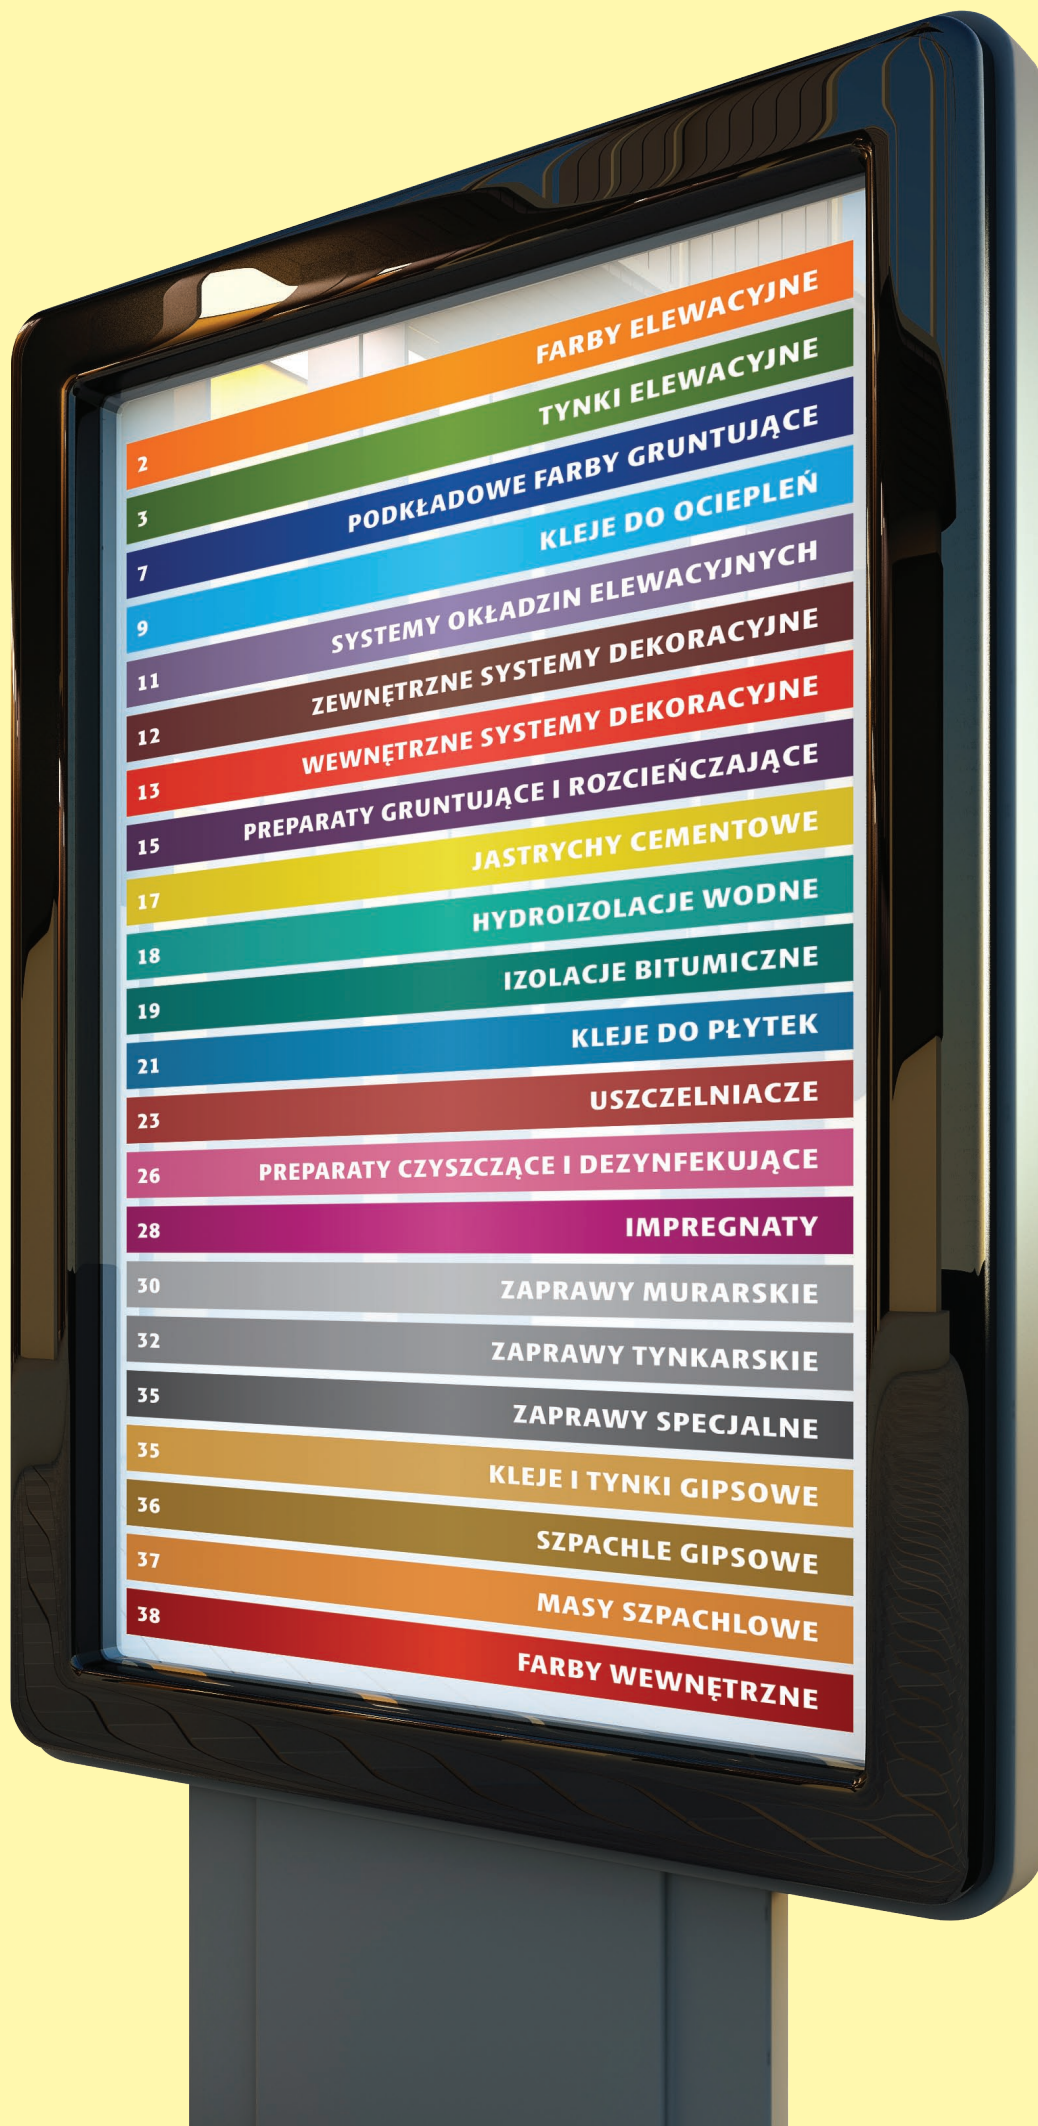 2 FARBY ELEWACYJNE
3 TYNKI ELEWACYJNE
7 PODKŁADOWE FARBY GRUNTUJĄCE
9 KLEJE DO OCIEPLEŃ
11 SYSTEMY OKŁADZIN ELEWACYJNYCH
12 ZEWNĘTRZNE SYSTEMY DEKORACYJNE
13 WEWNĘTRZNE SYSTEMY DEKORACYJNE
15 PREPARATY GRUNTUJĄCE I ROZCIEŃCZAJĄCE
17 JASTRYCHY CEMENTOWE
18 HYDROIZOLACJE WODNE
19 IZOLACJE BITUMICZNE
21 KLEJE DO PŁYTEK
23 USZCZELNIACZE
26 PREPARATY CZYSZCZĄCE I DEZYNFEKUJĄCE
28 IMPREGNATY
30 ZAPRAWY MURARSKIE
32 ZAPRAWY TYNKARSKIE
35 ZAPRAWY SPECJALNE
35 KLEJE I TYNKI GIPSOWE
36 SZPACHLE GIPSOWE
37 MASY SZPACHLOWE
38 FARBY WEWNĘTRZNE